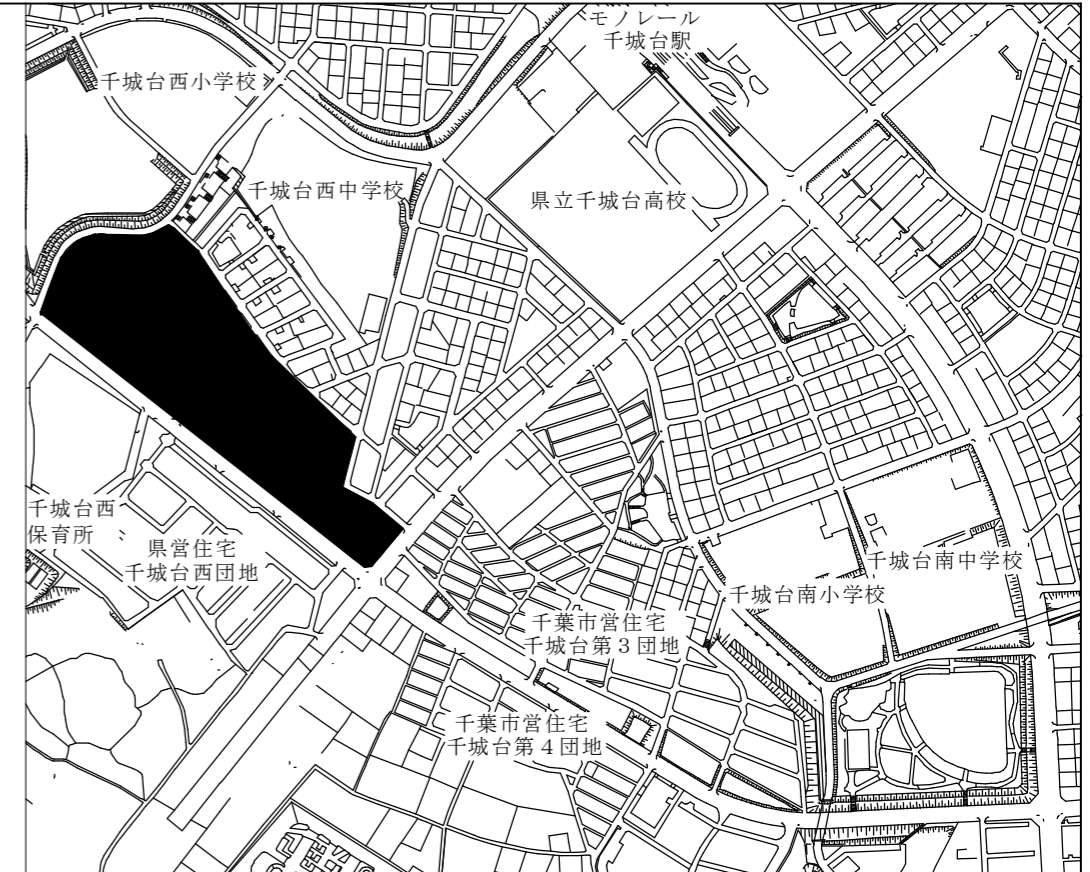 モノレール
千城台駅
千城台西小学校
千城台西中学校
県立千城台高校
千城台西
保育所
県営住宅
千城台西団地
千城台南中学校
千城台南小学校
千葉市営住宅
千城台第３団地
千葉市営住宅
千城台第４団地